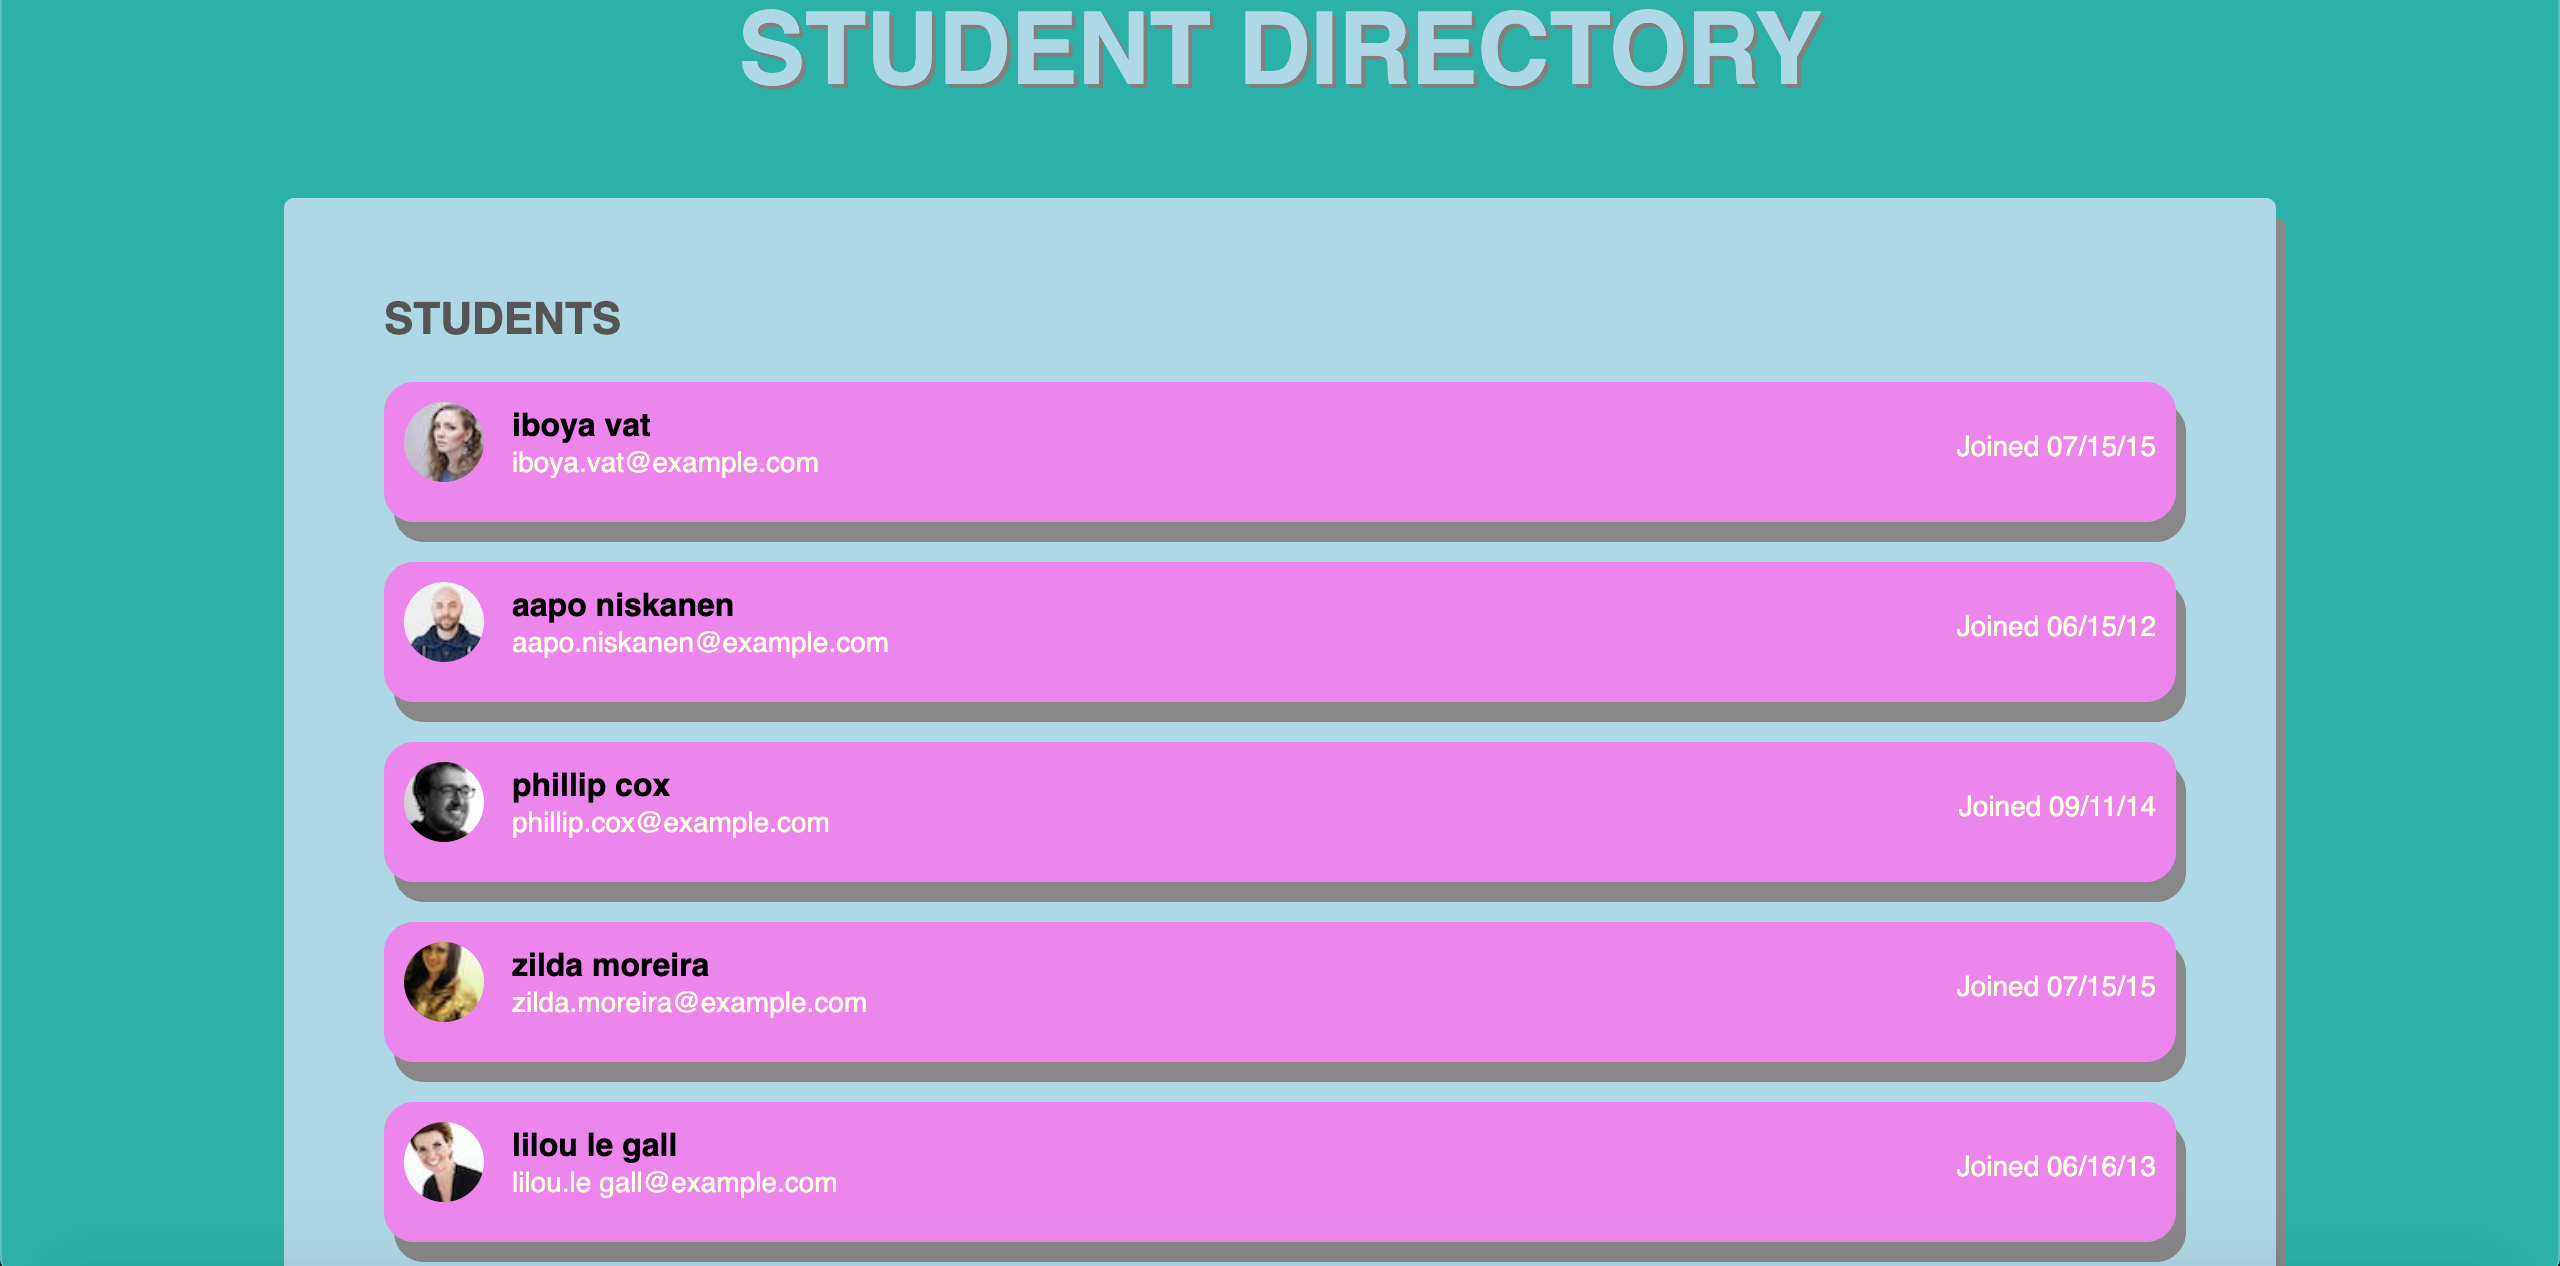 STUDENT DIRECTORY
STUDENTS
iboya vat
iboya.vat@example.com
Joined 07/15/15
aapo niskanen
aapo.niskanen@example.com
Joined 06/15/12
phillip cox
phillip.cox@example.com
Joined 09/11/14
zilda moreira
zilda.moreira@example.com
Joined 07/15/15
lilou le gall
lilou.le gall@example.com
Joined 06/16/13